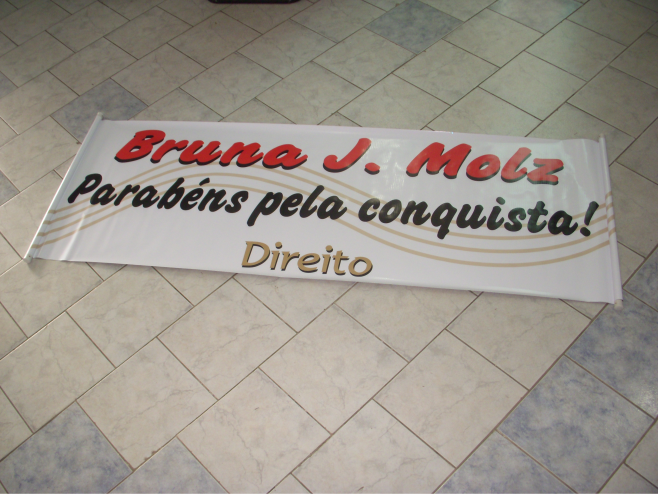 Bruna J. Molz
Parabéns pela conquista!
Direito